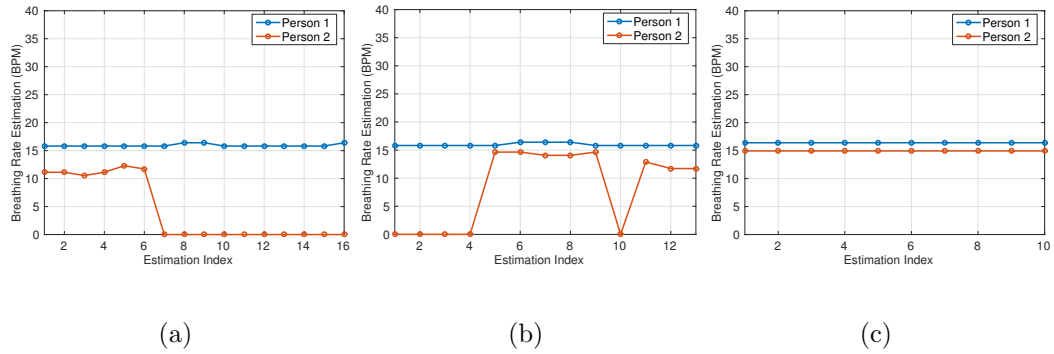 40
35
30
25
20
15
10
5
0
Breathing Rate Estimation (BPM)
2 4 6 8 10 12 14 16
Estimation Index
Person 1
Person 2
(a)
40
35
30
25
20
15
10
5
0
Breathing Rate Estimation (BPM)
2 4 6 8 10 12
Estimation Index
Person 1
Person 2
(b)
40
35
30
25
20
15
10
5
0
Breathing Rate Estimation (BPM)
2 4 6 8 10
Estimation Index
Person 1
Person 2
(c)